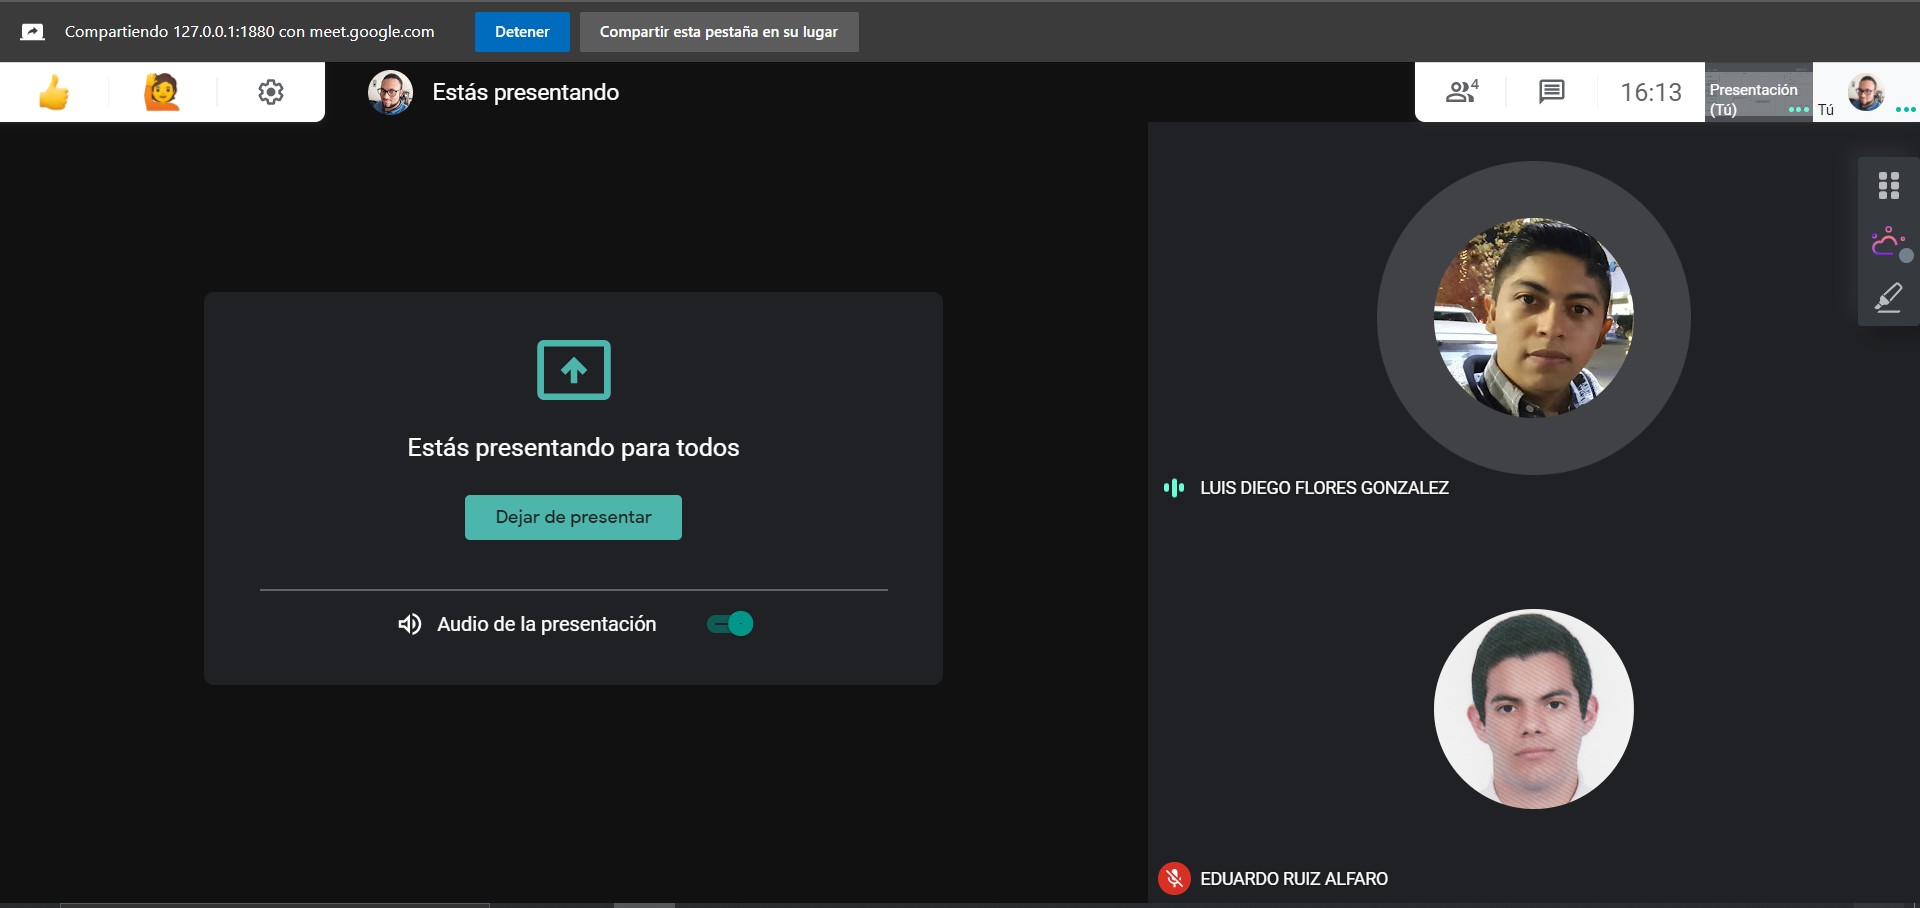 Compartiendo 127.0.0.1:1880 con meet.google.com
Detener
Compartir esta pestaña en su lugar
Estás presentando
4
16:13
Presentación
(Tú)
Tú
Estás presentando para todos
Dejar de presentar
Audio de la presentación
LUIS DIEGO FLORES GONZALEZ
EDUARDO RUIZ ALFARO